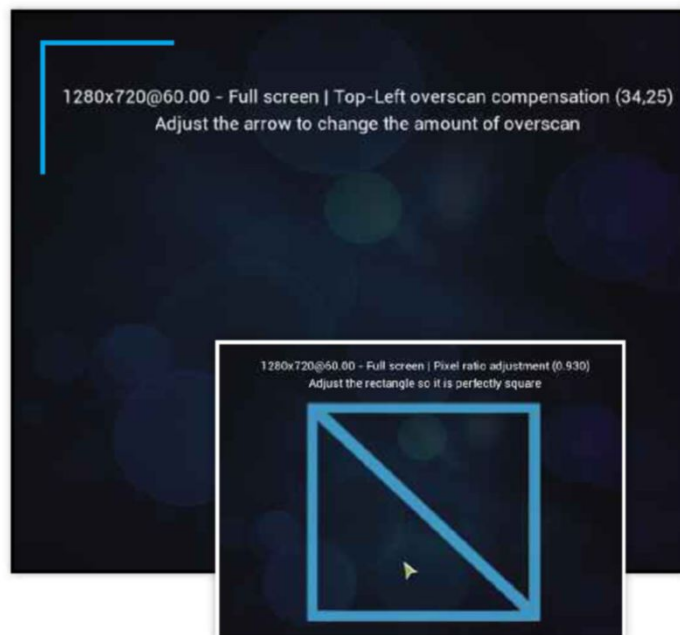 1280x720@60.00 - Full screen | Top-Left overscan compensation (34,25)
Adjust the arrow to change the amount of overscan
1280x720@60.00 - Full screen | Pixel ratio adjustment (0.930)
Adjust the rectangle so it is perfectly square